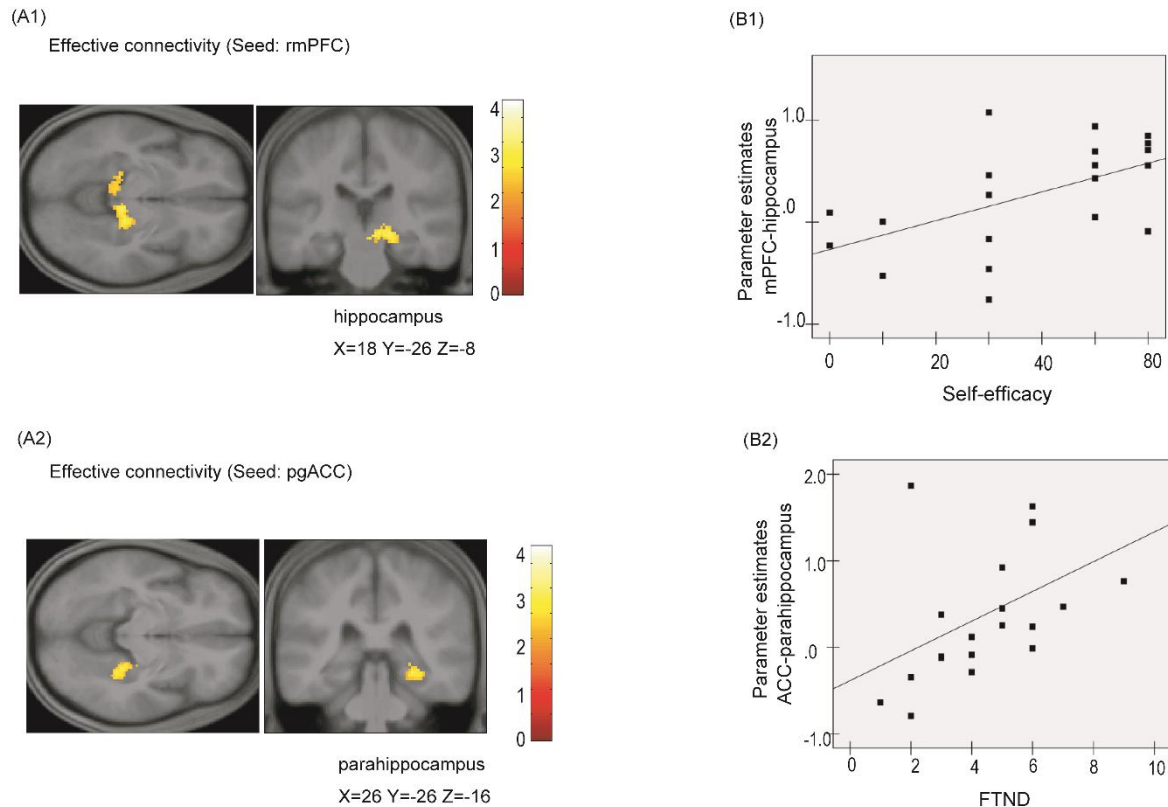 (A1)
Effective connectivity (Seed: rmPFC)
4
3
2
1
0
hippocampus
X=18 Y=-26 Z=-8
(B1)
Parameter estimates
mPFC-hippocampus
1.0
.0
-1.0
0
20
40
60
80
Self-efficacy
(A2)
Effective connectivity (Seed: pgACC)
4
3
2
1
0
parahippocampus
X=26 Y=-26 Z=-16
(B2)
Parameter estimates
ACC-parahippocampus
2.0
1.0
.0
-1.0
0
2
4
6
8
10
FTND